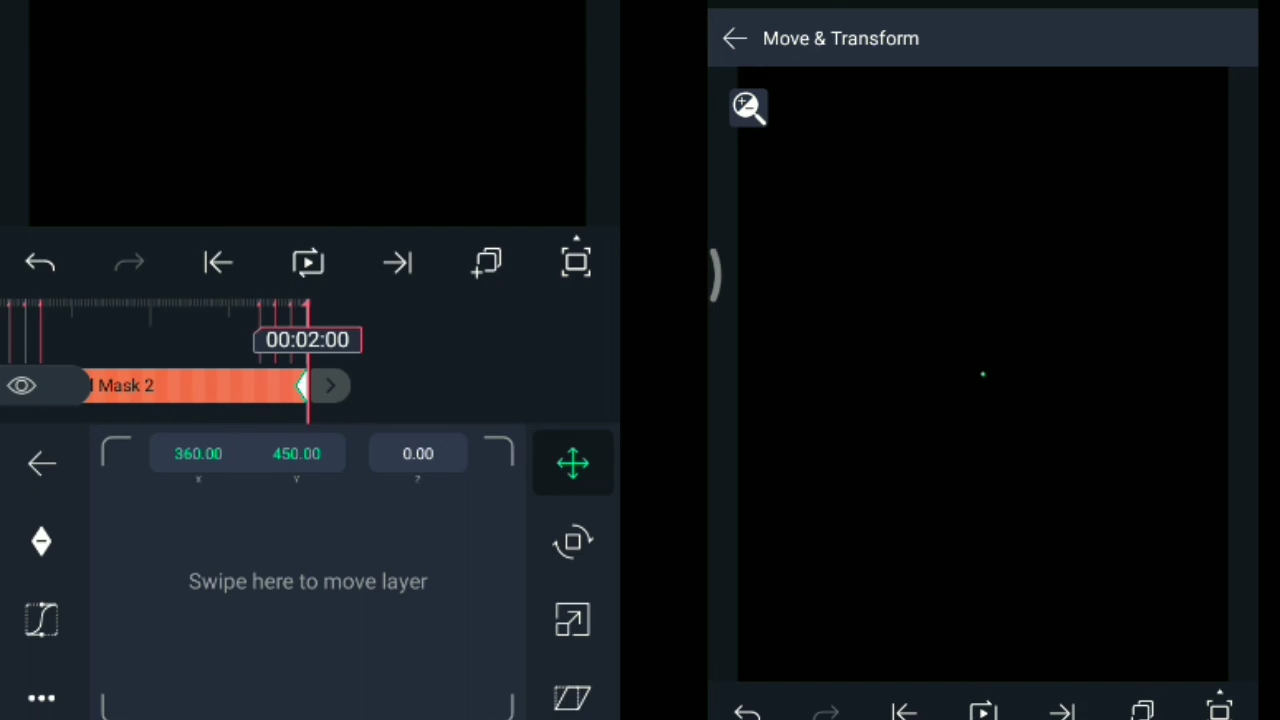 Move & Transform
00:02:00
Mask 2
360.00 450.00 0.00
X Y
Swipe here to move layer